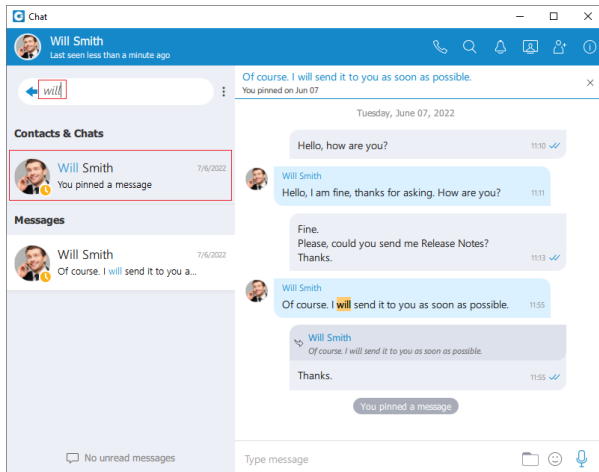 Chat
Will Smith
Last seen less than a minute ago
will
Contacts & Chats
Will Smith 7/6/2022
You pinned a message
Messages
Will Smith 7/6/2022
Of course. I will send it to you a...
No unread messages
Of course. I will send it to you as soon as possible.
You pinned on Jun 07
Tuesday, June 07, 2022
Hello, how are you? 11:10
Will Smith
Hello, I am fine, thanks for asking. How are you? 11:11
Fine.
Please, could you send me Release Notes?
Thanks. 11:13
Will Smith
Of course. I will send it to you as soon as possible. 11:55
Will Smith
Of course. I will send it to you as soon as possible.
Thanks. 11:55
You pinned a message
Type message